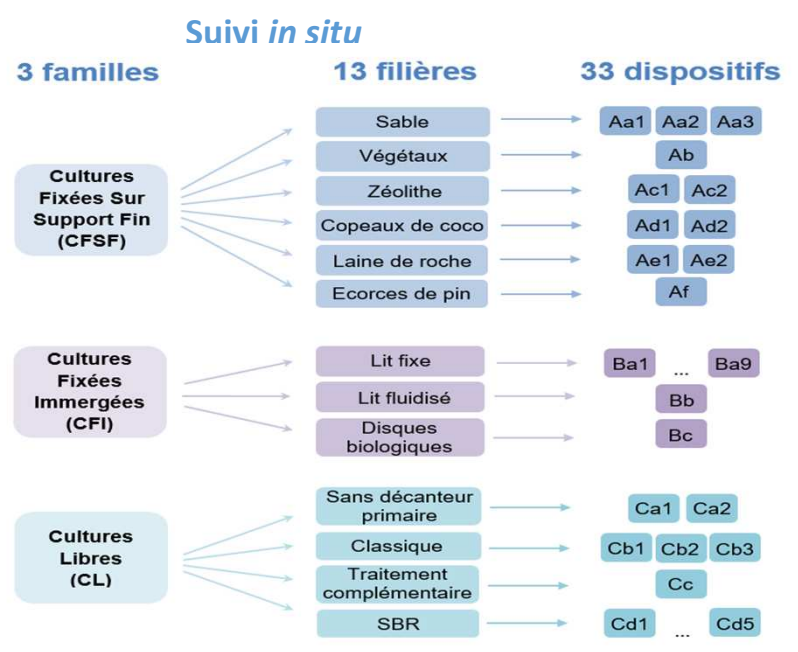 Suivi in situ
3 familles
13 filières
33 dispositifs
Cultures
Fixées Sur
Support Fin
(CFSF)
Sable
Aa1 Aa2 Aa3
Végétaux
Ab
Zéolithe
Ac1 Ac2
Copeaux de coco
Ad1 Ad2
Laine de roche
Ae1 Ae2
Ecorces de pin
Af
Cultures
Fixées
Immergées
(CFI)
Lit fixe
Ba1 ... Ba9
Lit fluidisé
Bb
Disques
biologiques
Bc
Cultures
Libres
(CL)
Sans décanteur
primaire
Ca1 Ca2
Classique
Cb1 Cb2 Cb3
Traitement
complémentaire
Cc
SBR
Cd1 ... Cd5